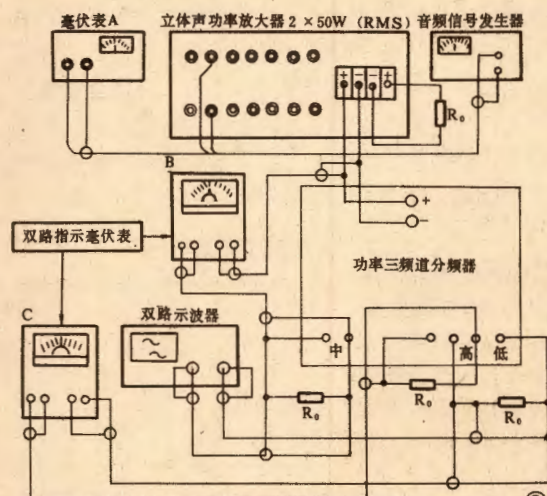 毫伏表A
立体声功率放大器2×50W（RMS）
音频信号发生器
+ − − +
R₀
B
+
−
双路指示毫伏表
功率三频道分频器
C
双路示波器
中
高
低
R₀
R₀
R₀